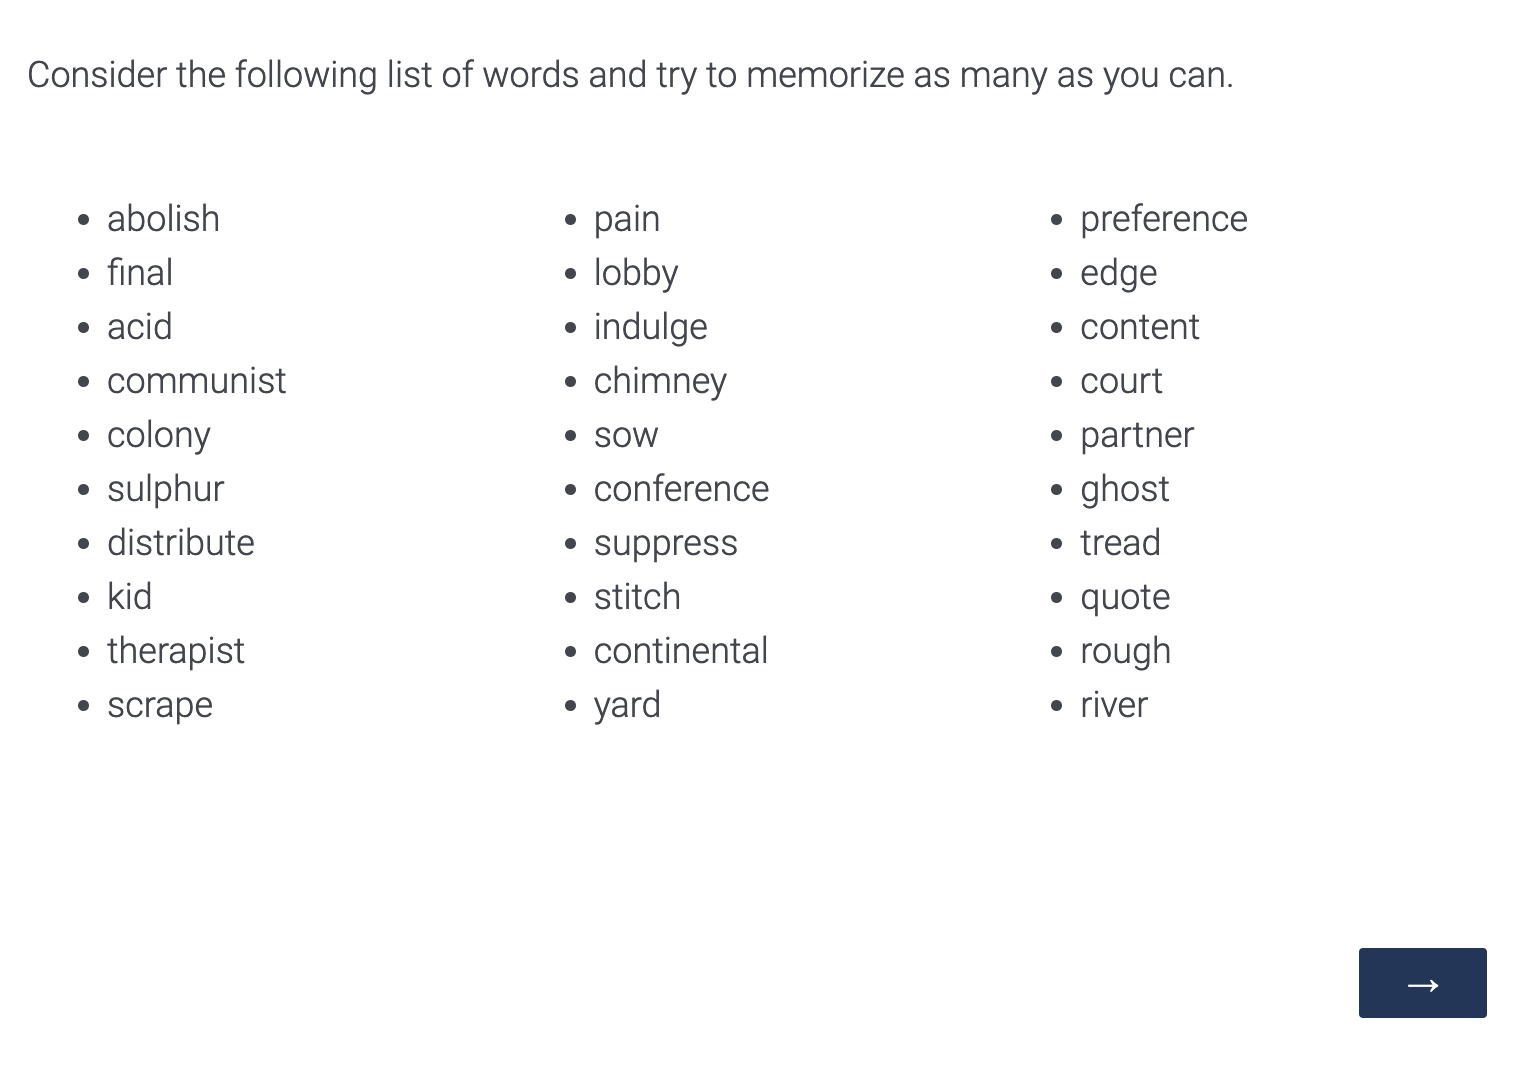 Consider the following list of words and try to memorize as many as you can.
• abolish
• final
• acid
• communist
• colony
• sulphur
• distribute
• kid
• therapist
• scrape
• pain
• lobby
• indulge
• chimney
• sow
• conference
• suppress
• stitch
• continental
• yard
• preference
• edge
• content
• court
• partner
• ghost
• tread
• quote
• rough
• river
→